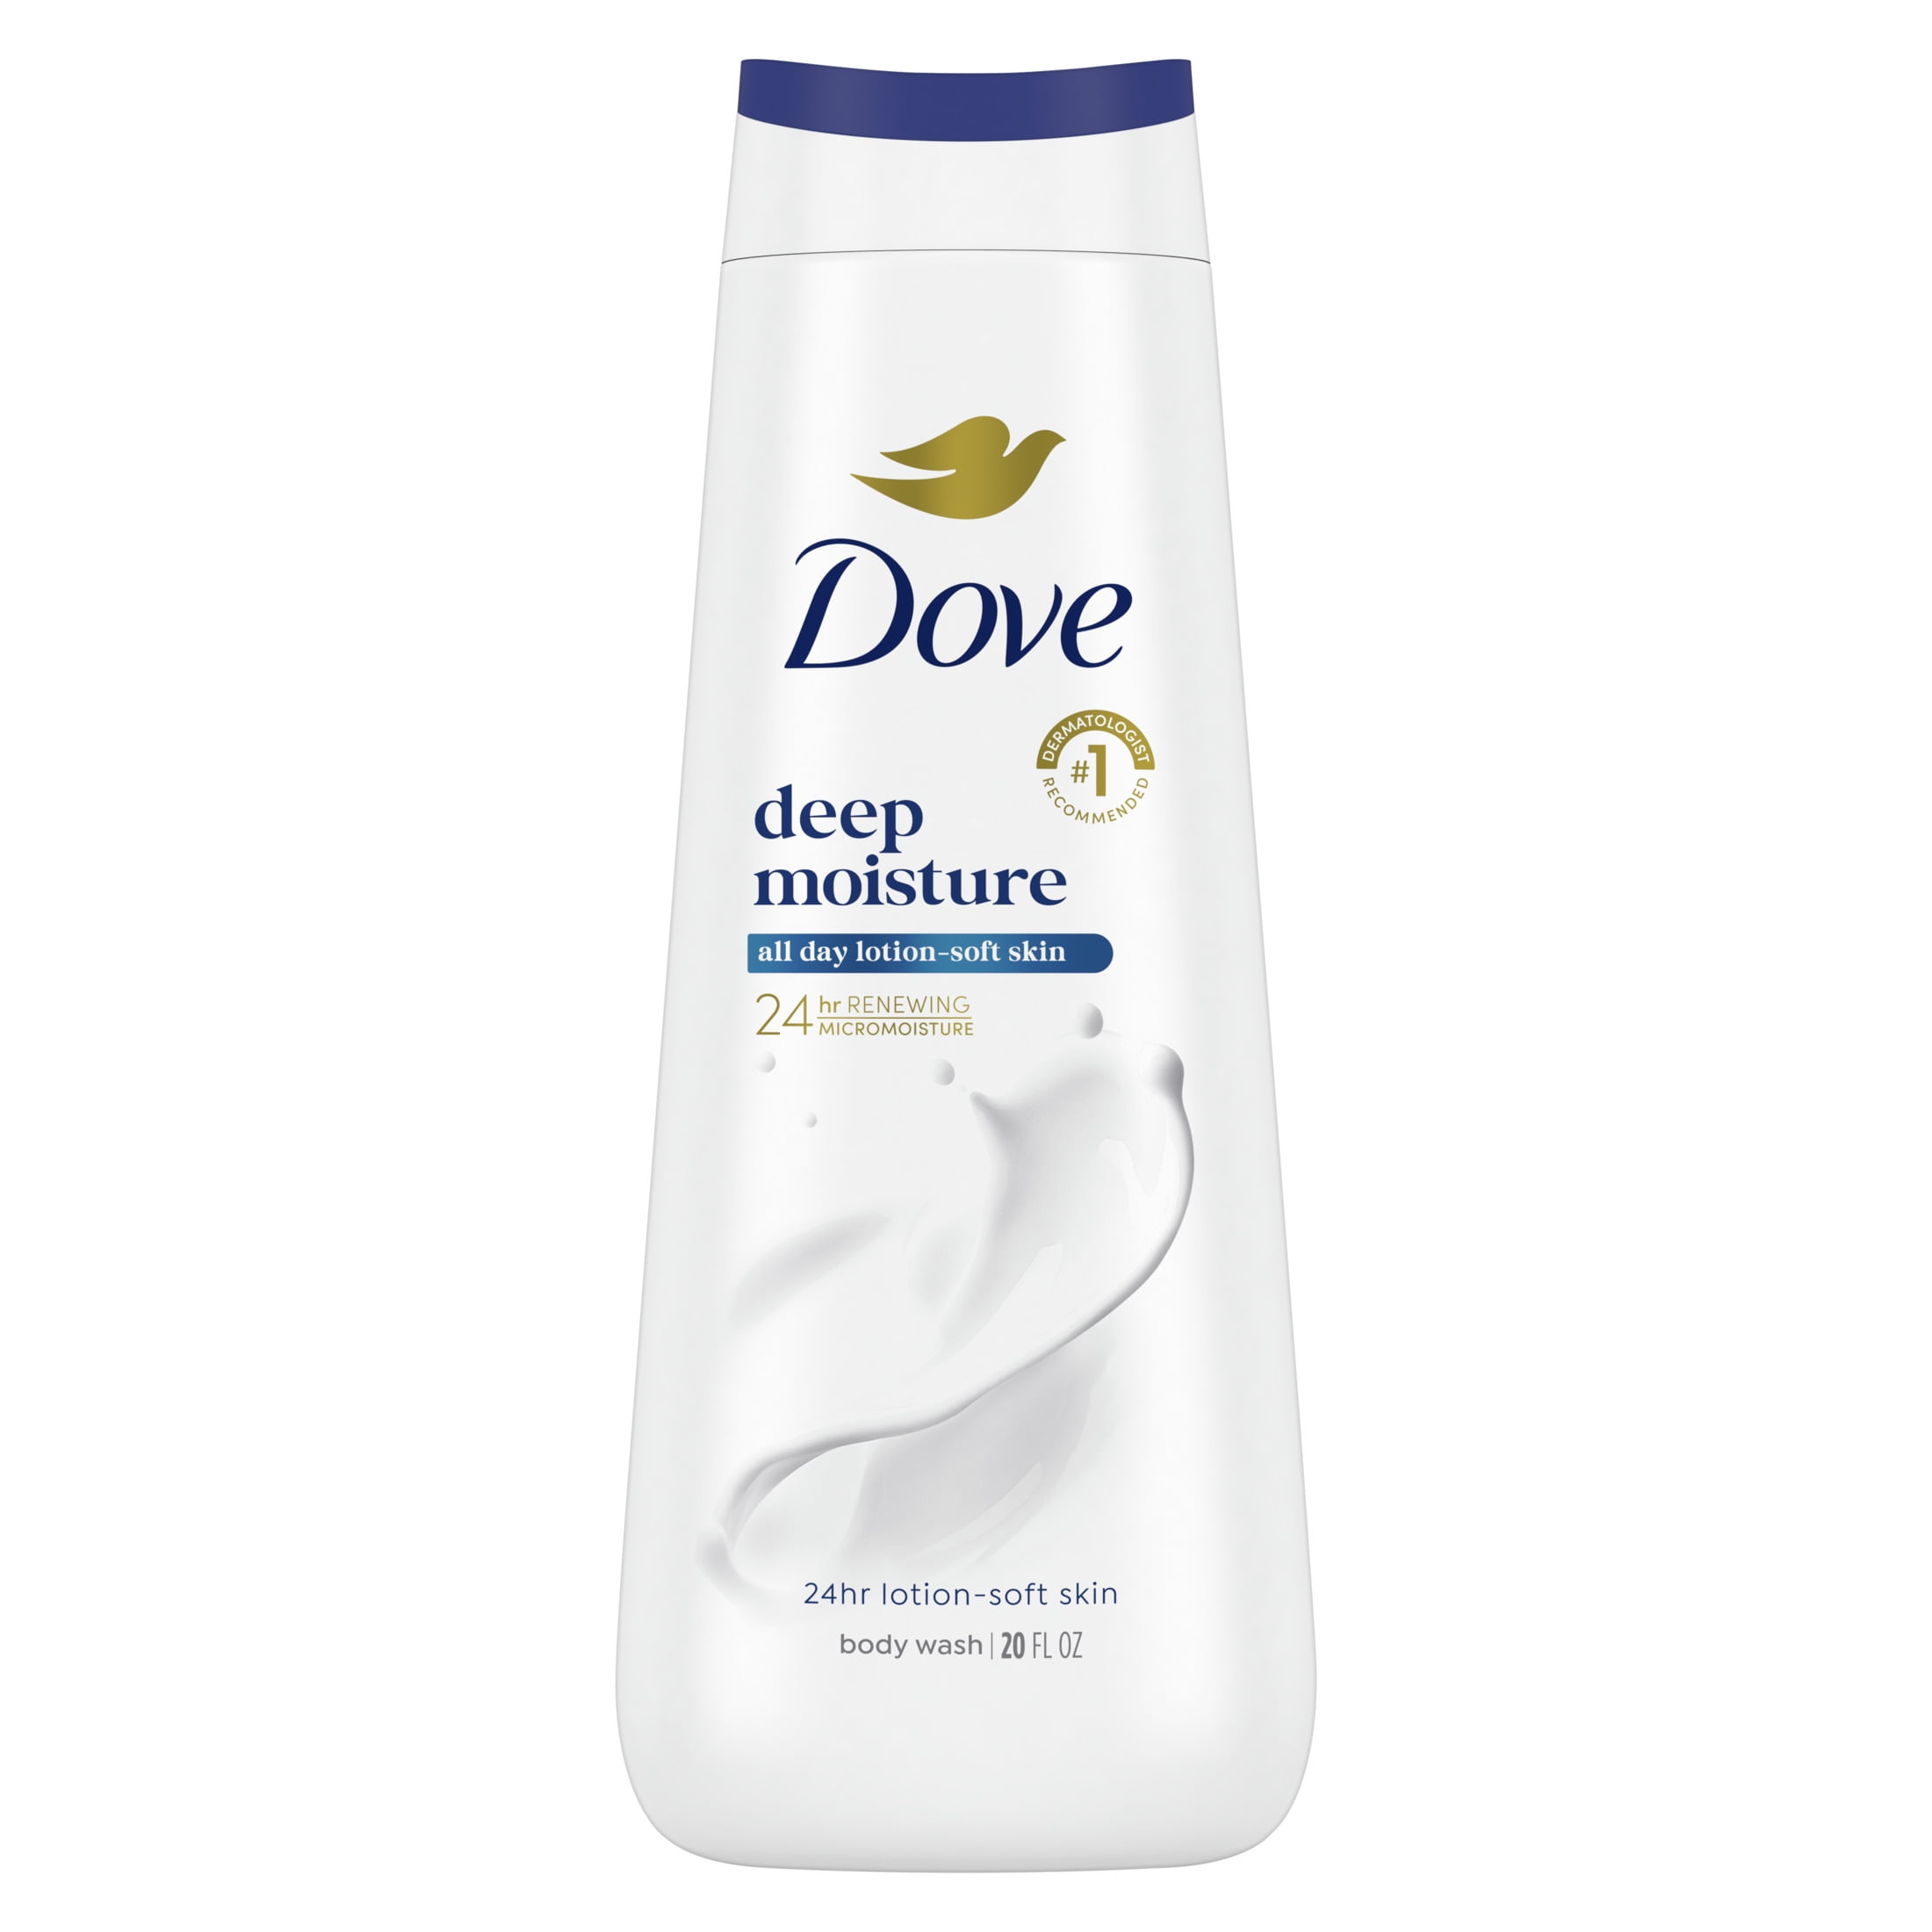 Dove
DERMATOLOGIST
#1
RECOMMENDED
deep
moisture
all day lotion-soft skin
24 hr RENEWING
MICROMOISTURE
24hr lotion-soft skin
body wash | 20 FL OZ